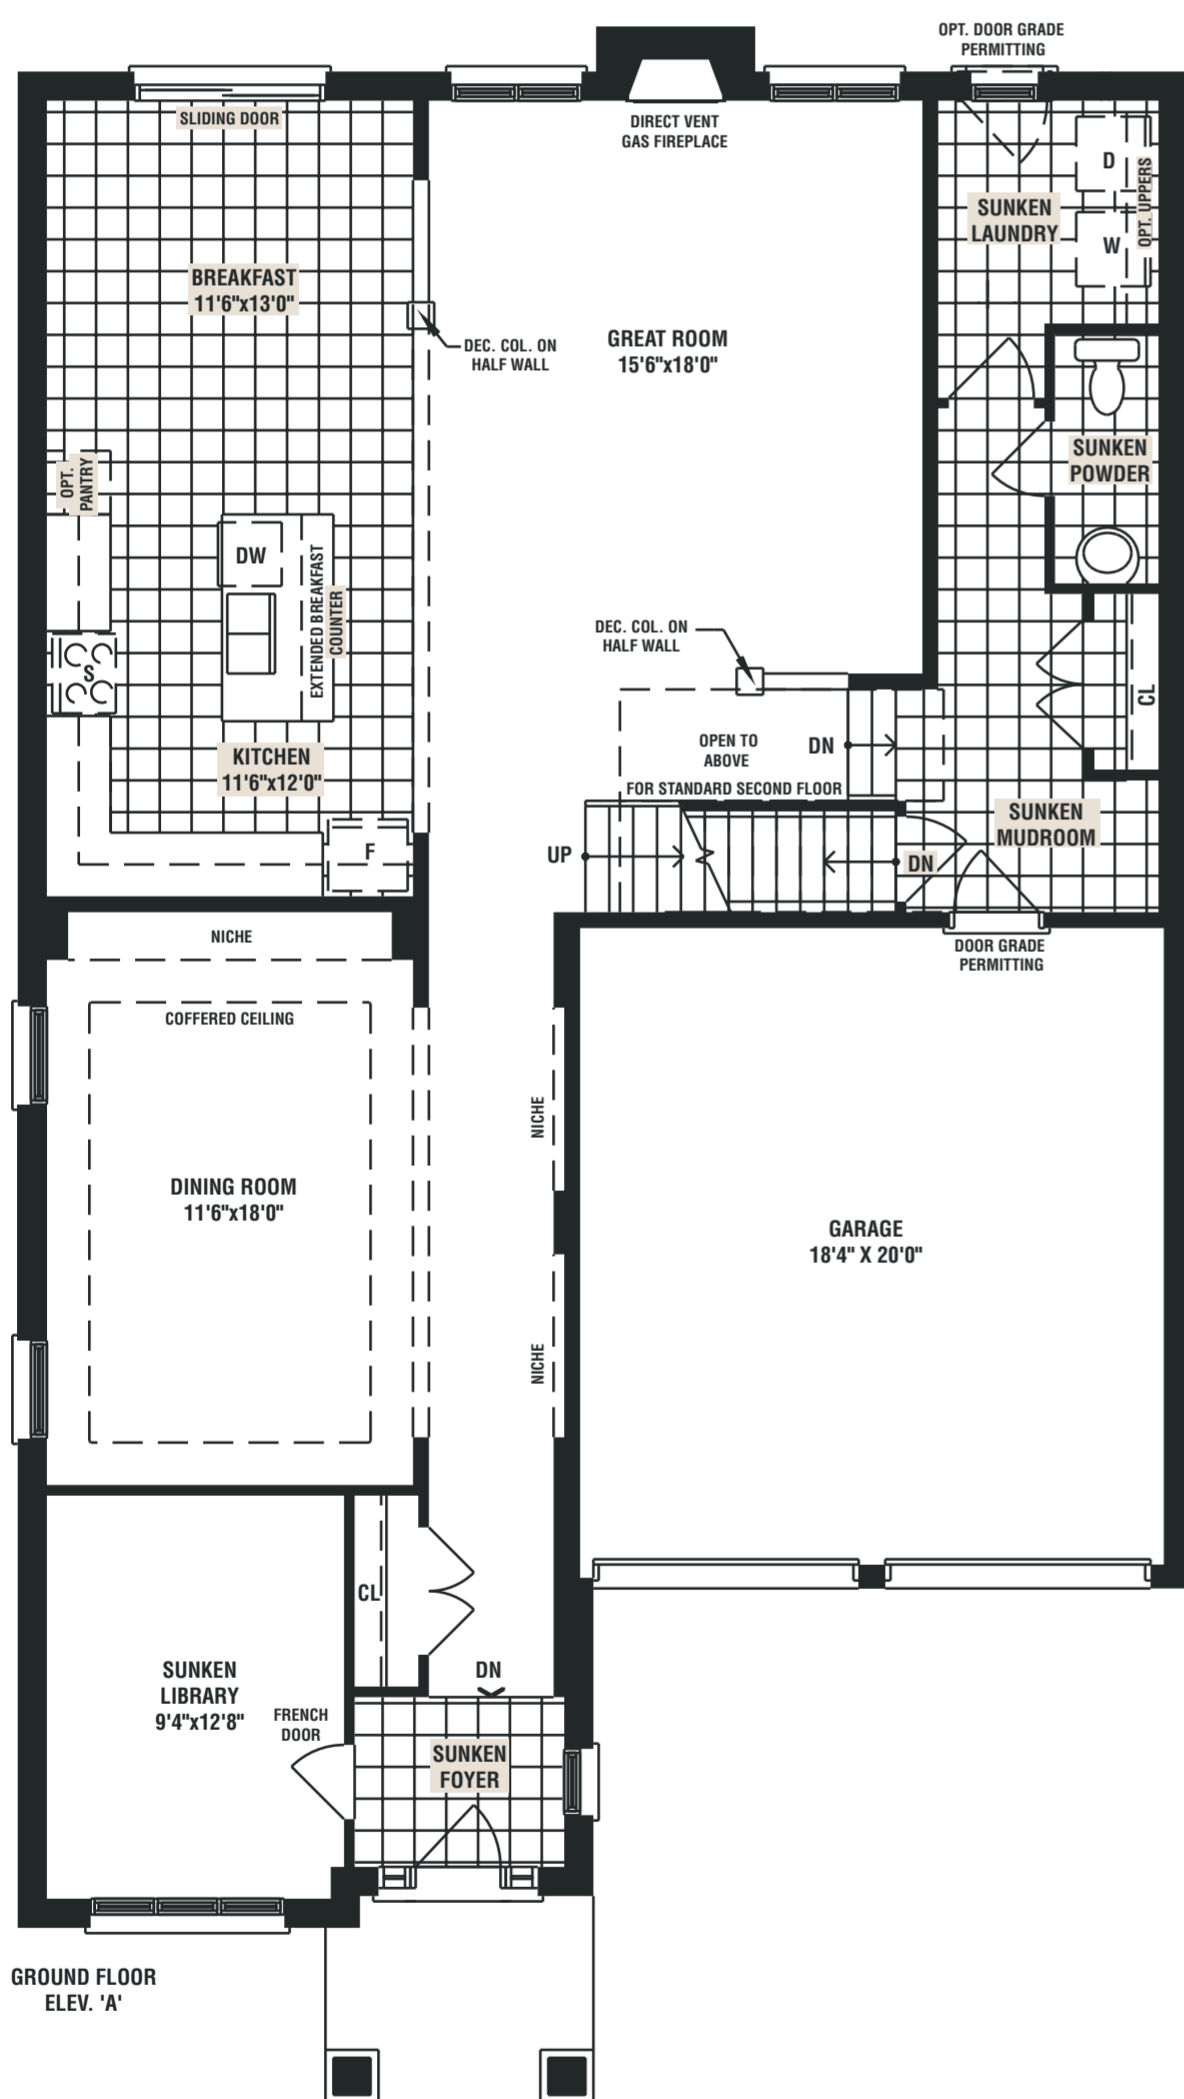 OPT. DOOR GRADE
PERMITTING
SLIDING DOOR
DIRECT VENT
GAS FIREPLACE
D
W
OPT. UPPERS
SUNKEN
LAUNDRY
BREAKFAST
11'6"x13'0"
DEC. COL. ON
HALF WALL
GREAT ROOM
15'6"x18'0"
SUNKEN
POWDER
OPT.
PANTRY
DW
EXTENDED BREAKFAST
COUNTER
S
DEC. COL. ON
HALF WALL
CL
KITCHEN
11'6"x12'0"
OPEN TO
ABOVE
DN
FOR STANDARD SECOND FLOOR
SUNKEN
MUDROOM
F
UP
DN
NICHE
DOOR GRADE
PERMITTING
COFFERED CEILING
NICHE
DINING ROOM
11'6"x18'0"
GARAGE
18'4" X 20'0"
NICHE
CL
SUNKEN
LIBRARY
9'4"x12'8"
DN
FRENCH
DOOR
SUNKEN
FOYER
GROUND FLOOR
ELEV. 'A'